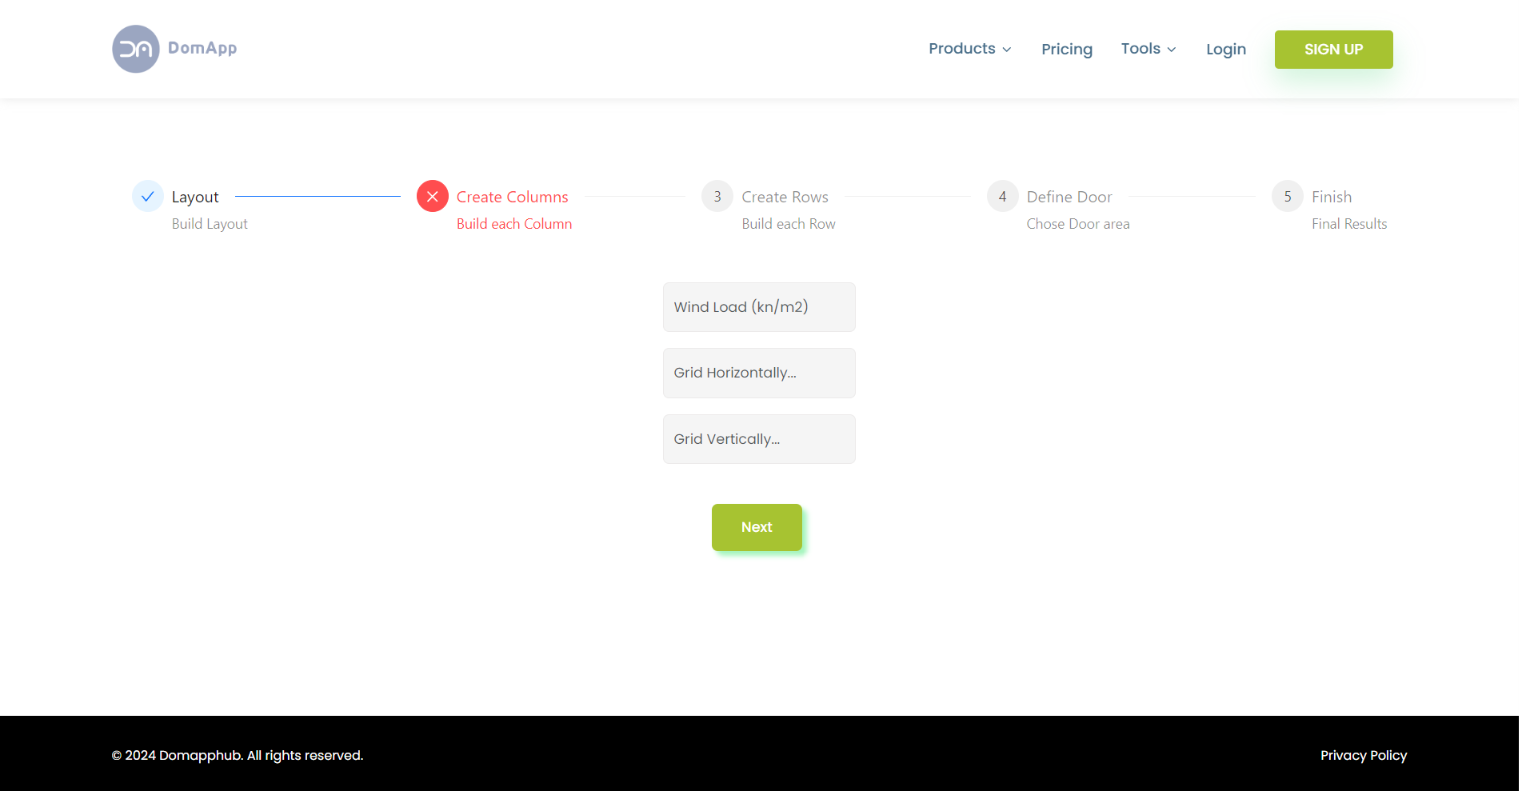 DA DomApp
Products Pricing Tools Login SIGN UP
Layout Create Columns 3 Create Rows 4 Define Door 5 Finish
Build Layout Build each Column Build each Row Chose Door area Final Results
Wind Load (kn/m2)
Grid Horizontally...
Grid Vertically...
Next
© 2024 Domapphub. All rights reserved. Privacy Policy